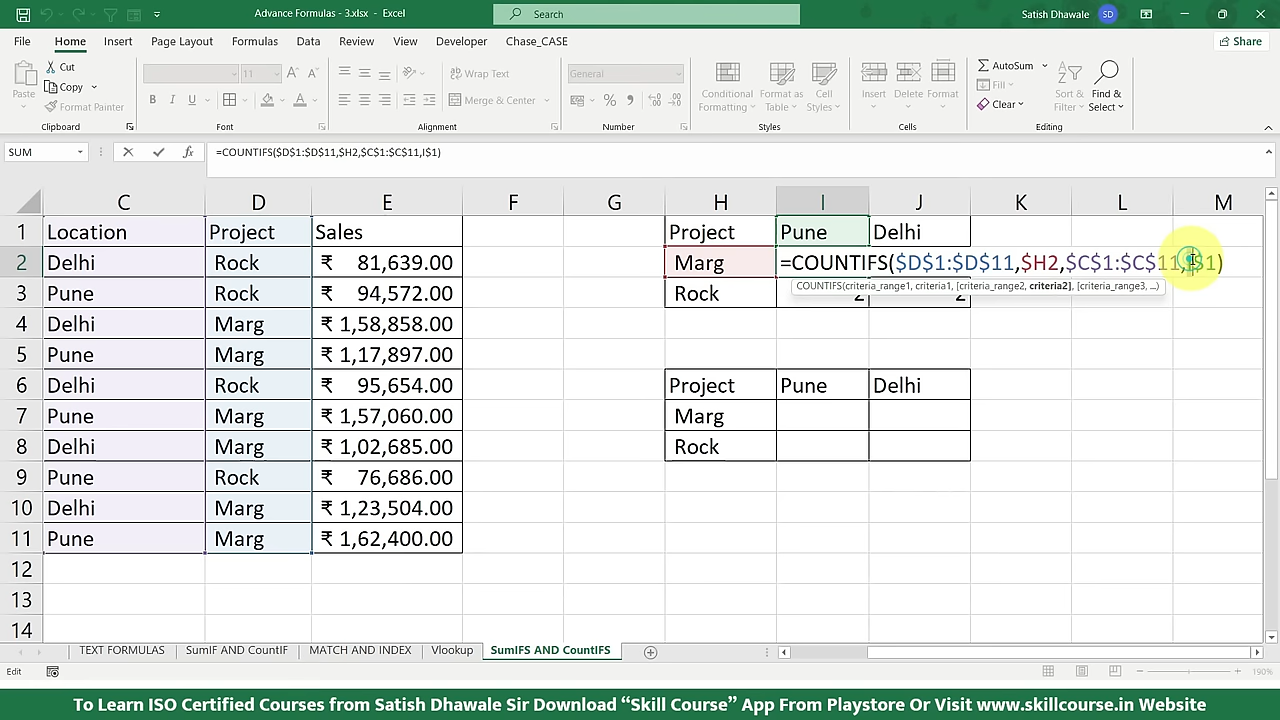 Advance Formulas - 3.xlsx - Excel
Search
Satish Dhawale
SD
File Home Insert Page Layout Formulas Data Review View Developer Chase_CASE
Share
Paste
Cut
Copy
Format Painter
Clipboard
11
B I U
Font
Wrap Text
Merge & Center
Alignment
General
Number
Conditional Formatting
Format as Table
Cell Styles
Styles
Insert Delete Format
Cells
AutoSum
Fill
Clear
Sort & Filter
Find & Select
Editing
SUM
fx
=COUNTIFS($D$1:$D$11,$H2,$C$1:$C$11,I$1)
C D E F G H I J K L M
1 Location Project Sales Project Pune Delhi
2 Delhi Rock ₹ 81,639.00 Marg =COUNTIFS($D$1:$D$11,$H2,$C$1:$C$11,I$1)
COUNTIFS(criteria_range1, criteria1, [criteria_range2, criteria2], [criteria_range3, ...)
3 Pune Rock ₹ 94,572.00 Rock 2 2
4 Delhi Marg ₹ 1,58,858.00
5 Pune Marg ₹ 1,17,897.00
6 Delhi Rock ₹ 95,654.00 Project Pune Delhi
7 Pune Marg ₹ 1,57,060.00 Marg
8 Delhi Marg ₹ 1,02,685.00 Rock
9 Pune Rock ₹ 76,686.00
10 Delhi Marg ₹ 1,23,504.00
11 Pune Marg ₹ 1,62,400.00
12
13
14
TEXT FORMULAS SumIF AND CountIF MATCH AND INDEX Vlookup SumIFS AND CountIFS
Edit
190%
To Learn ISO Certified Courses from Satish Dhawale Sir Download “Skill Course” App From Playstore Or Visit www.skillcourse.in Website